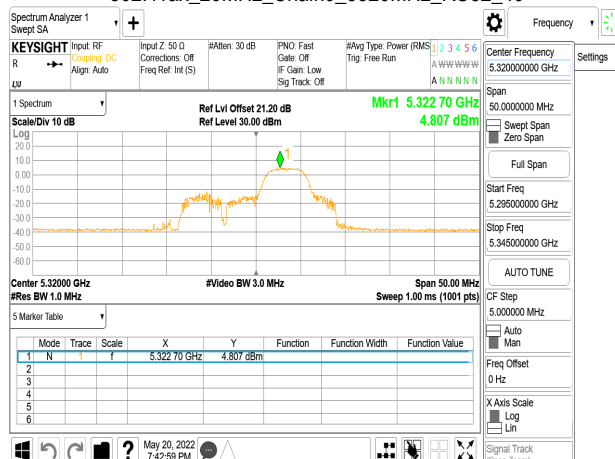 Spectrum Analyzer 1
Swept SA
Frequency
Settings
KEYSIGHT
R
Input: RF
Coupling: DC
Align: Auto
Input Z: 50 Ω
Corrections: Off
Freq Ref: Int (S)
#Atten: 30 dB
PNO: Fast
Gate: Off
IF Gain: Low
Sig Track: Off
#Avg Type: Power (RMS
Trig: Free Run
1 2 3 4 5 6
A W W W W W
A N N N N N
1 Spectrum
Scale/Div 10 dB
Ref Lvl Offset 21.20 dB
Ref Level 30.00 dBm
Mkr1 5.322 70 GHz
4.807 dBm
Log
20.0
10.0
0.00
-10.0
-20.0
-30.0
-40.0
-50.0
-60.0
1
Center 5.32000 GHz
#Res BW 1.0 MHz
#Video BW 3.0 MHz
Span 50.00 MHz
Sweep 1.00 ms (1001 pts)
5 Marker Table
Mode Trace Scale X Y Function Function Width Function Value
1 N 1 f 5.322 70 GHz 4.807 dBm
2
3
4
5
6
May 20, 2022
7:42:59 PM
Center Frequency
5.320000000 GHz
Span
50.0000000 MHz
Swept Span
Zero Span
Full Span
Start Freq
5.295000000 GHz
Stop Freq
5.345000000 GHz
AUTO TUNE
CF Step
5.000000 MHz
Auto
Man
Freq Offset
0 Hz
X Axis Scale
Log
Lin
Signal Track